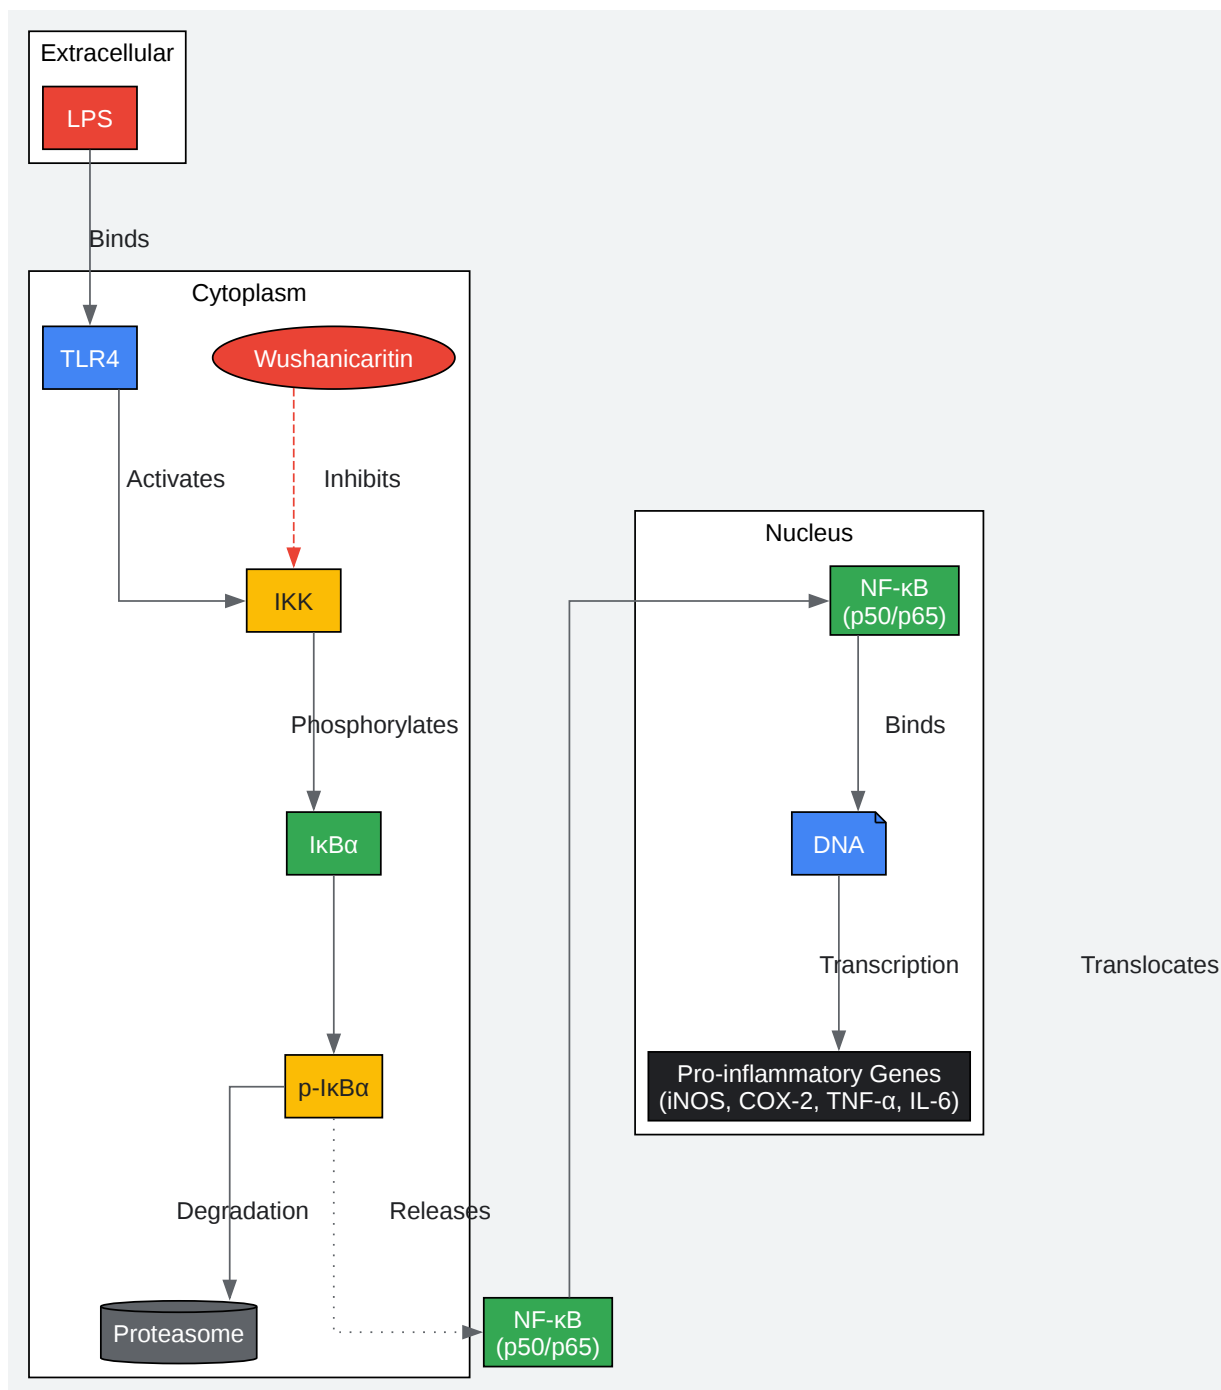 Extracellular
LPS
Binds
Cytoplasm
TLR4
Wushanicaritin
Activates
Inhibits
IKK
Phosphorylates
IκBα
p-IκBα
Degradation
Releases
Proteasome
NF-κB
(p50/p65)
Nucleus
NF-κB
(p50/p65)
Binds
DNA
Transcription
Translocates
Pro-inflammatory Genes
(iNOS, COX-2, TNF-α, IL-6)